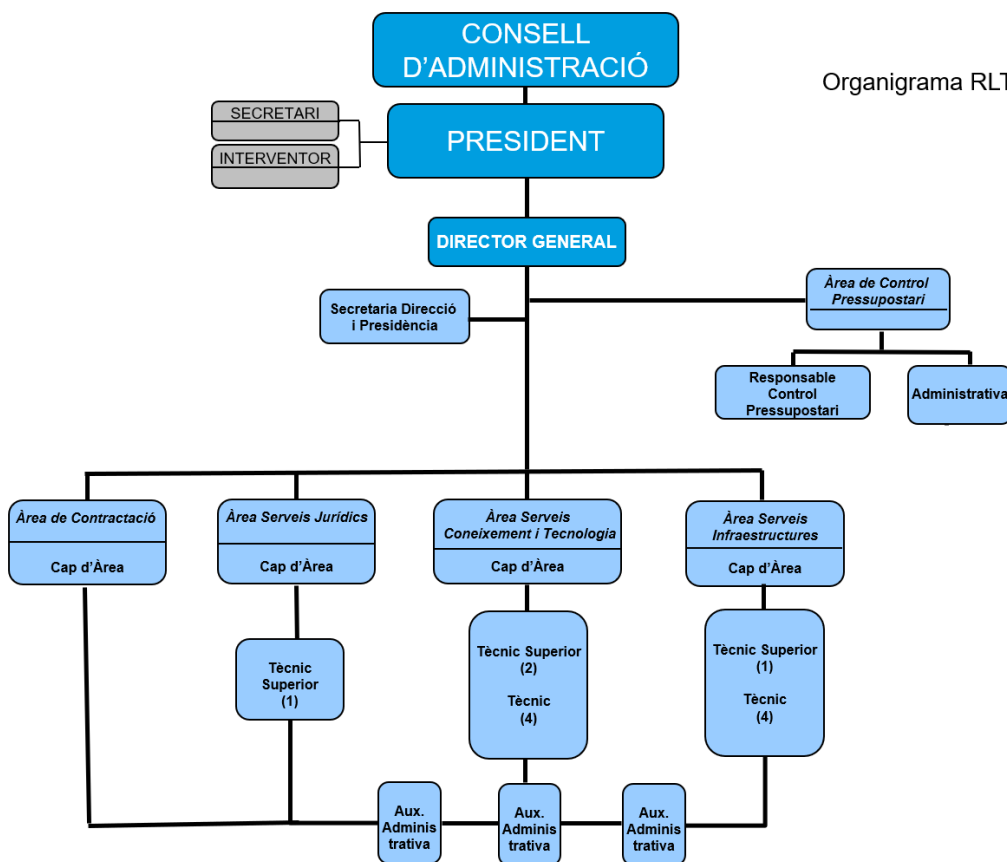 CONSELL
D'ADMINISTRACIÓ
Organigrama RLT
SECRETARI
INTERVENTOR
PRESIDENT
DIRECTOR GENERAL
Secretaria Direcció
i Presidència
Àrea de Control
Pressupostari
Responsable
Control
Pressupostari
Administrativa
Àrea de Contractació
Cap d'Àrea
Àrea Serveis Jurídics
Cap d'Àrea
Àrea Serveis
Coneixement i Tecnologia
Cap d'Àrea
Àrea Serveis
Infraestructures
Cap d'Àrea
Tècnic
Superior
(1)
Tècnic Superior
(2)
Tècnic
(4)
Tècnic Superior
(1)
Tècnic
(4)
Aux.
Adminis
trativa
Aux.
Adminis
trativa
Aux.
Adminis
trativa